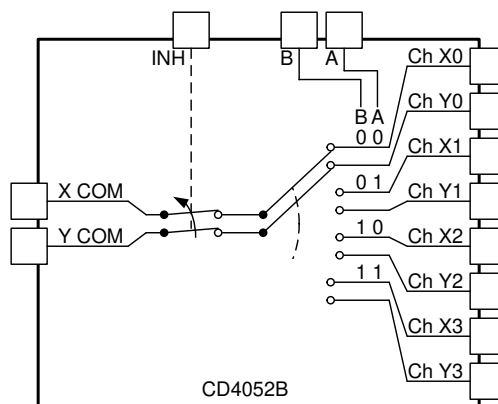 INH B A
Ch X0
B A
0 0
Ch Y0
0 1
Ch X1
X COM
Ch Y1
Y COM
1 0
Ch X2
Ch Y2
1 1
Ch X3
Ch Y3
CD4052B